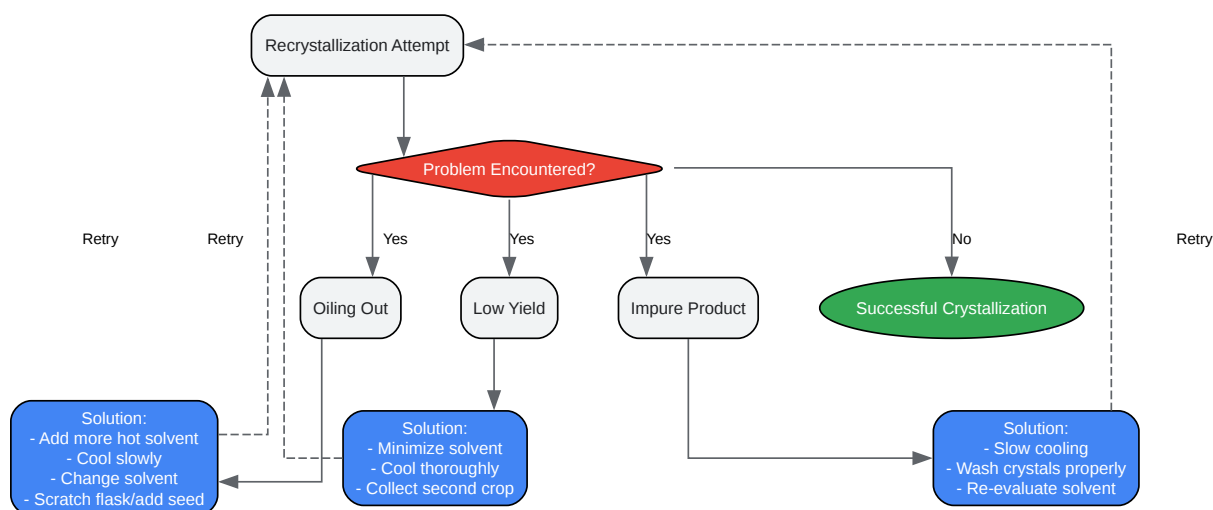 Recrystallization Attempt
Problem Encountered?
Retry
Retry
Yes
Yes
Yes
No
Retry
Oiling Out
Low Yield
Impure Product
Successful Crystallization
Solution:
- Add more hot solvent
- Cool slowly
- Change solvent
- Scratch flask/add seed
Solution:
- Minimize solvent
- Cool thoroughly
- Collect second crop
Solution:
- Slow cooling
- Wash crystals properly
- Re-evaluate solvent